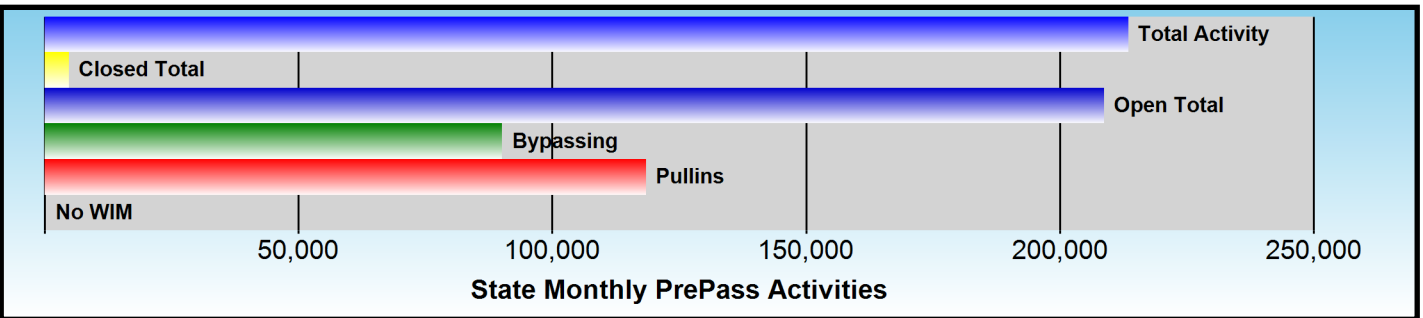 Total Activity
Closed Total
Open Total
Bypassing
Pullins
No WIM
50,000 100,000 150,000 200,000 250,000
State Monthly PrePass Activities